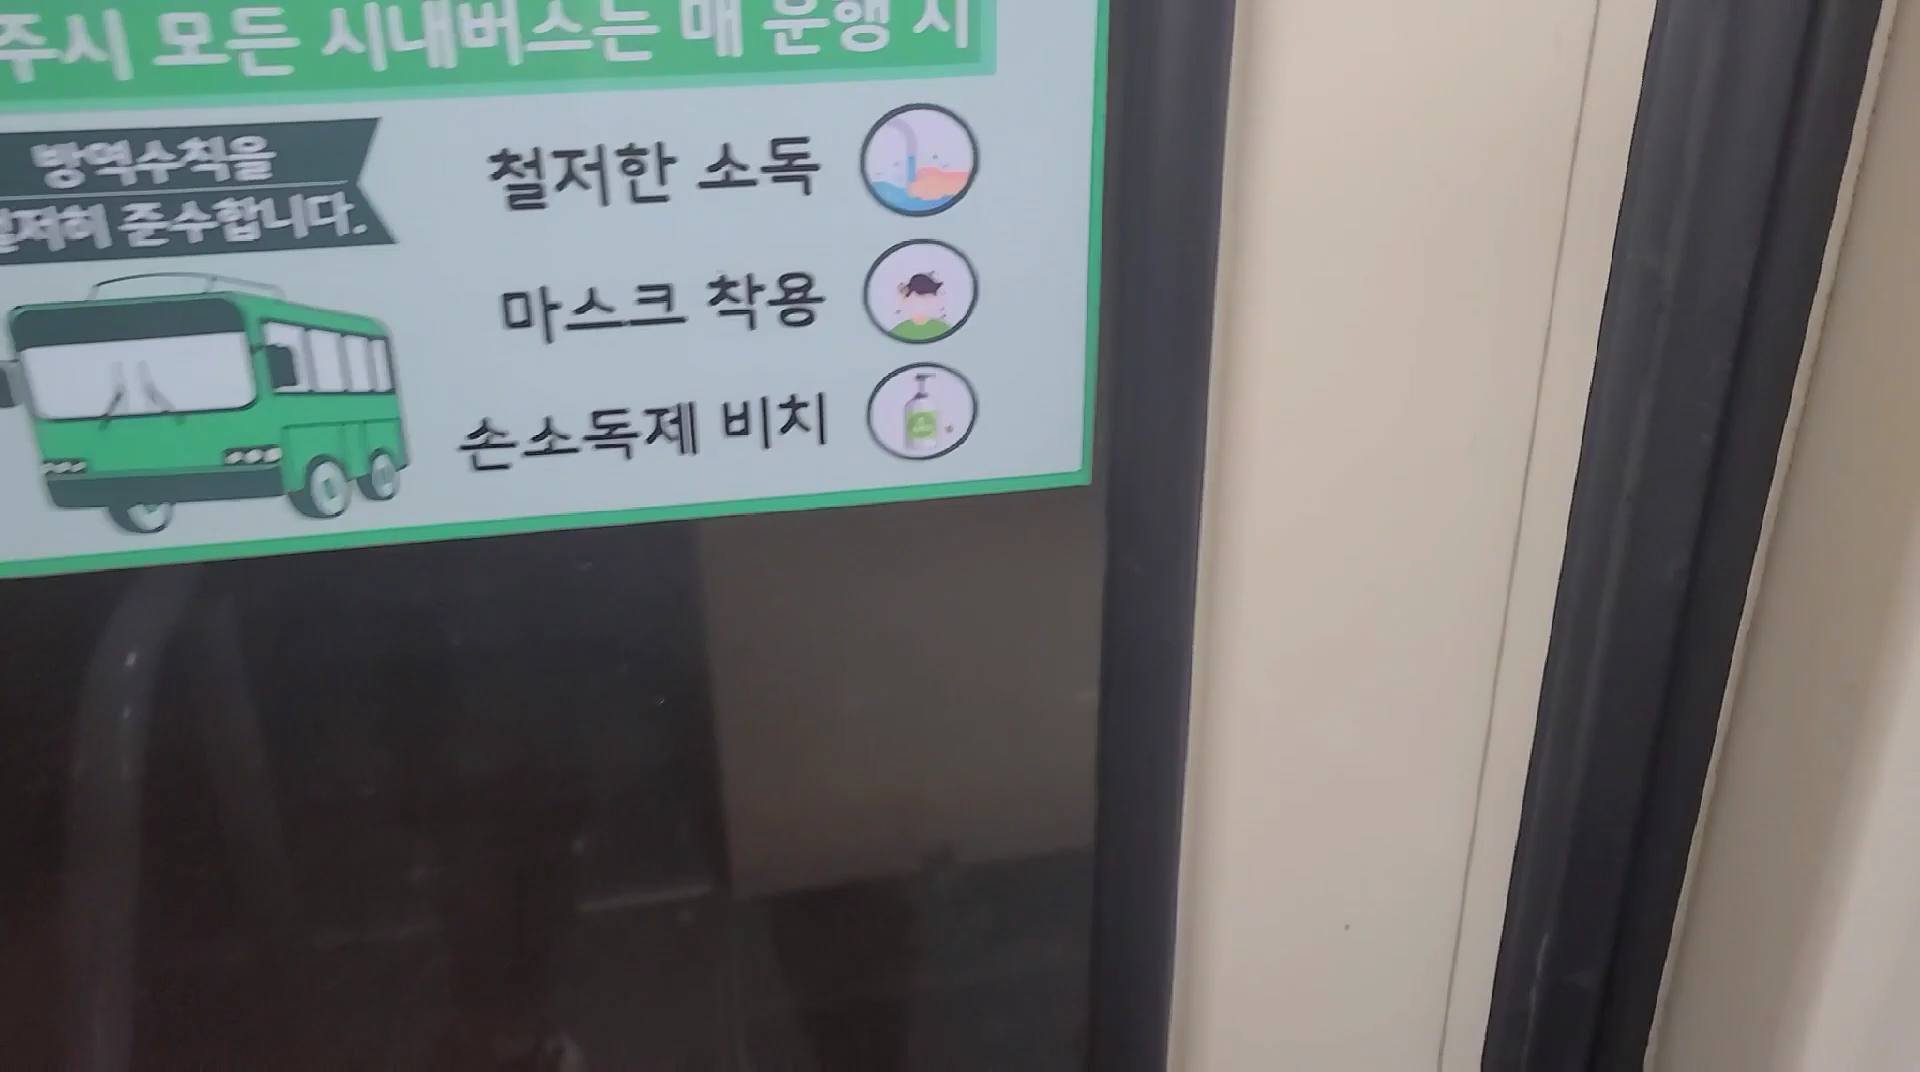 주시 모든 시내버스는 매 운행 시
방역수칙을
철저히 준수합니다.
철저한 소독
마스크 착용
손소독제 비치